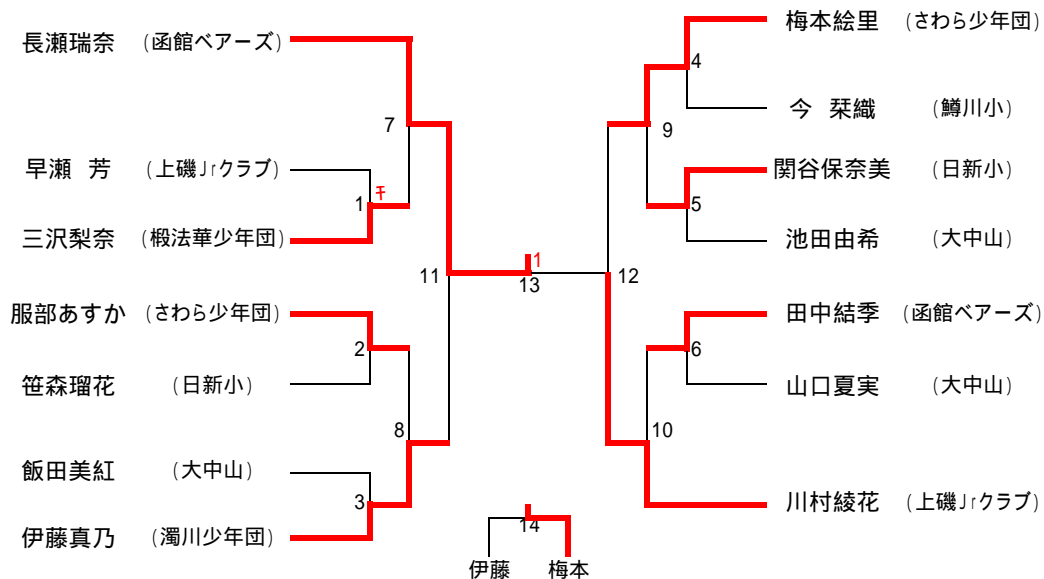 長瀬瑞奈 (函館ベアーズ)
7
早瀬 芳 (上磯Jrクラブ)
1 チ
三沢梨奈 (椴法華少年団)
11
服部あすか (さわら少年団)
2
笹森瑠花 (日新小)
8
飯田美紅 (大中山)
3
伊藤真乃 (濁川少年団)
1
13
14
伊藤 梅本
梅本絵里 (さわら少年団)
4
今 栞織 (鱒川小)
9
関谷保奈美 (日新小)
5
池田由希 (大中山)
12
田中結季 (函館ベアーズ)
6
山口夏実 (大中山)
10
川村綾花 (上磯Jrクラブ)